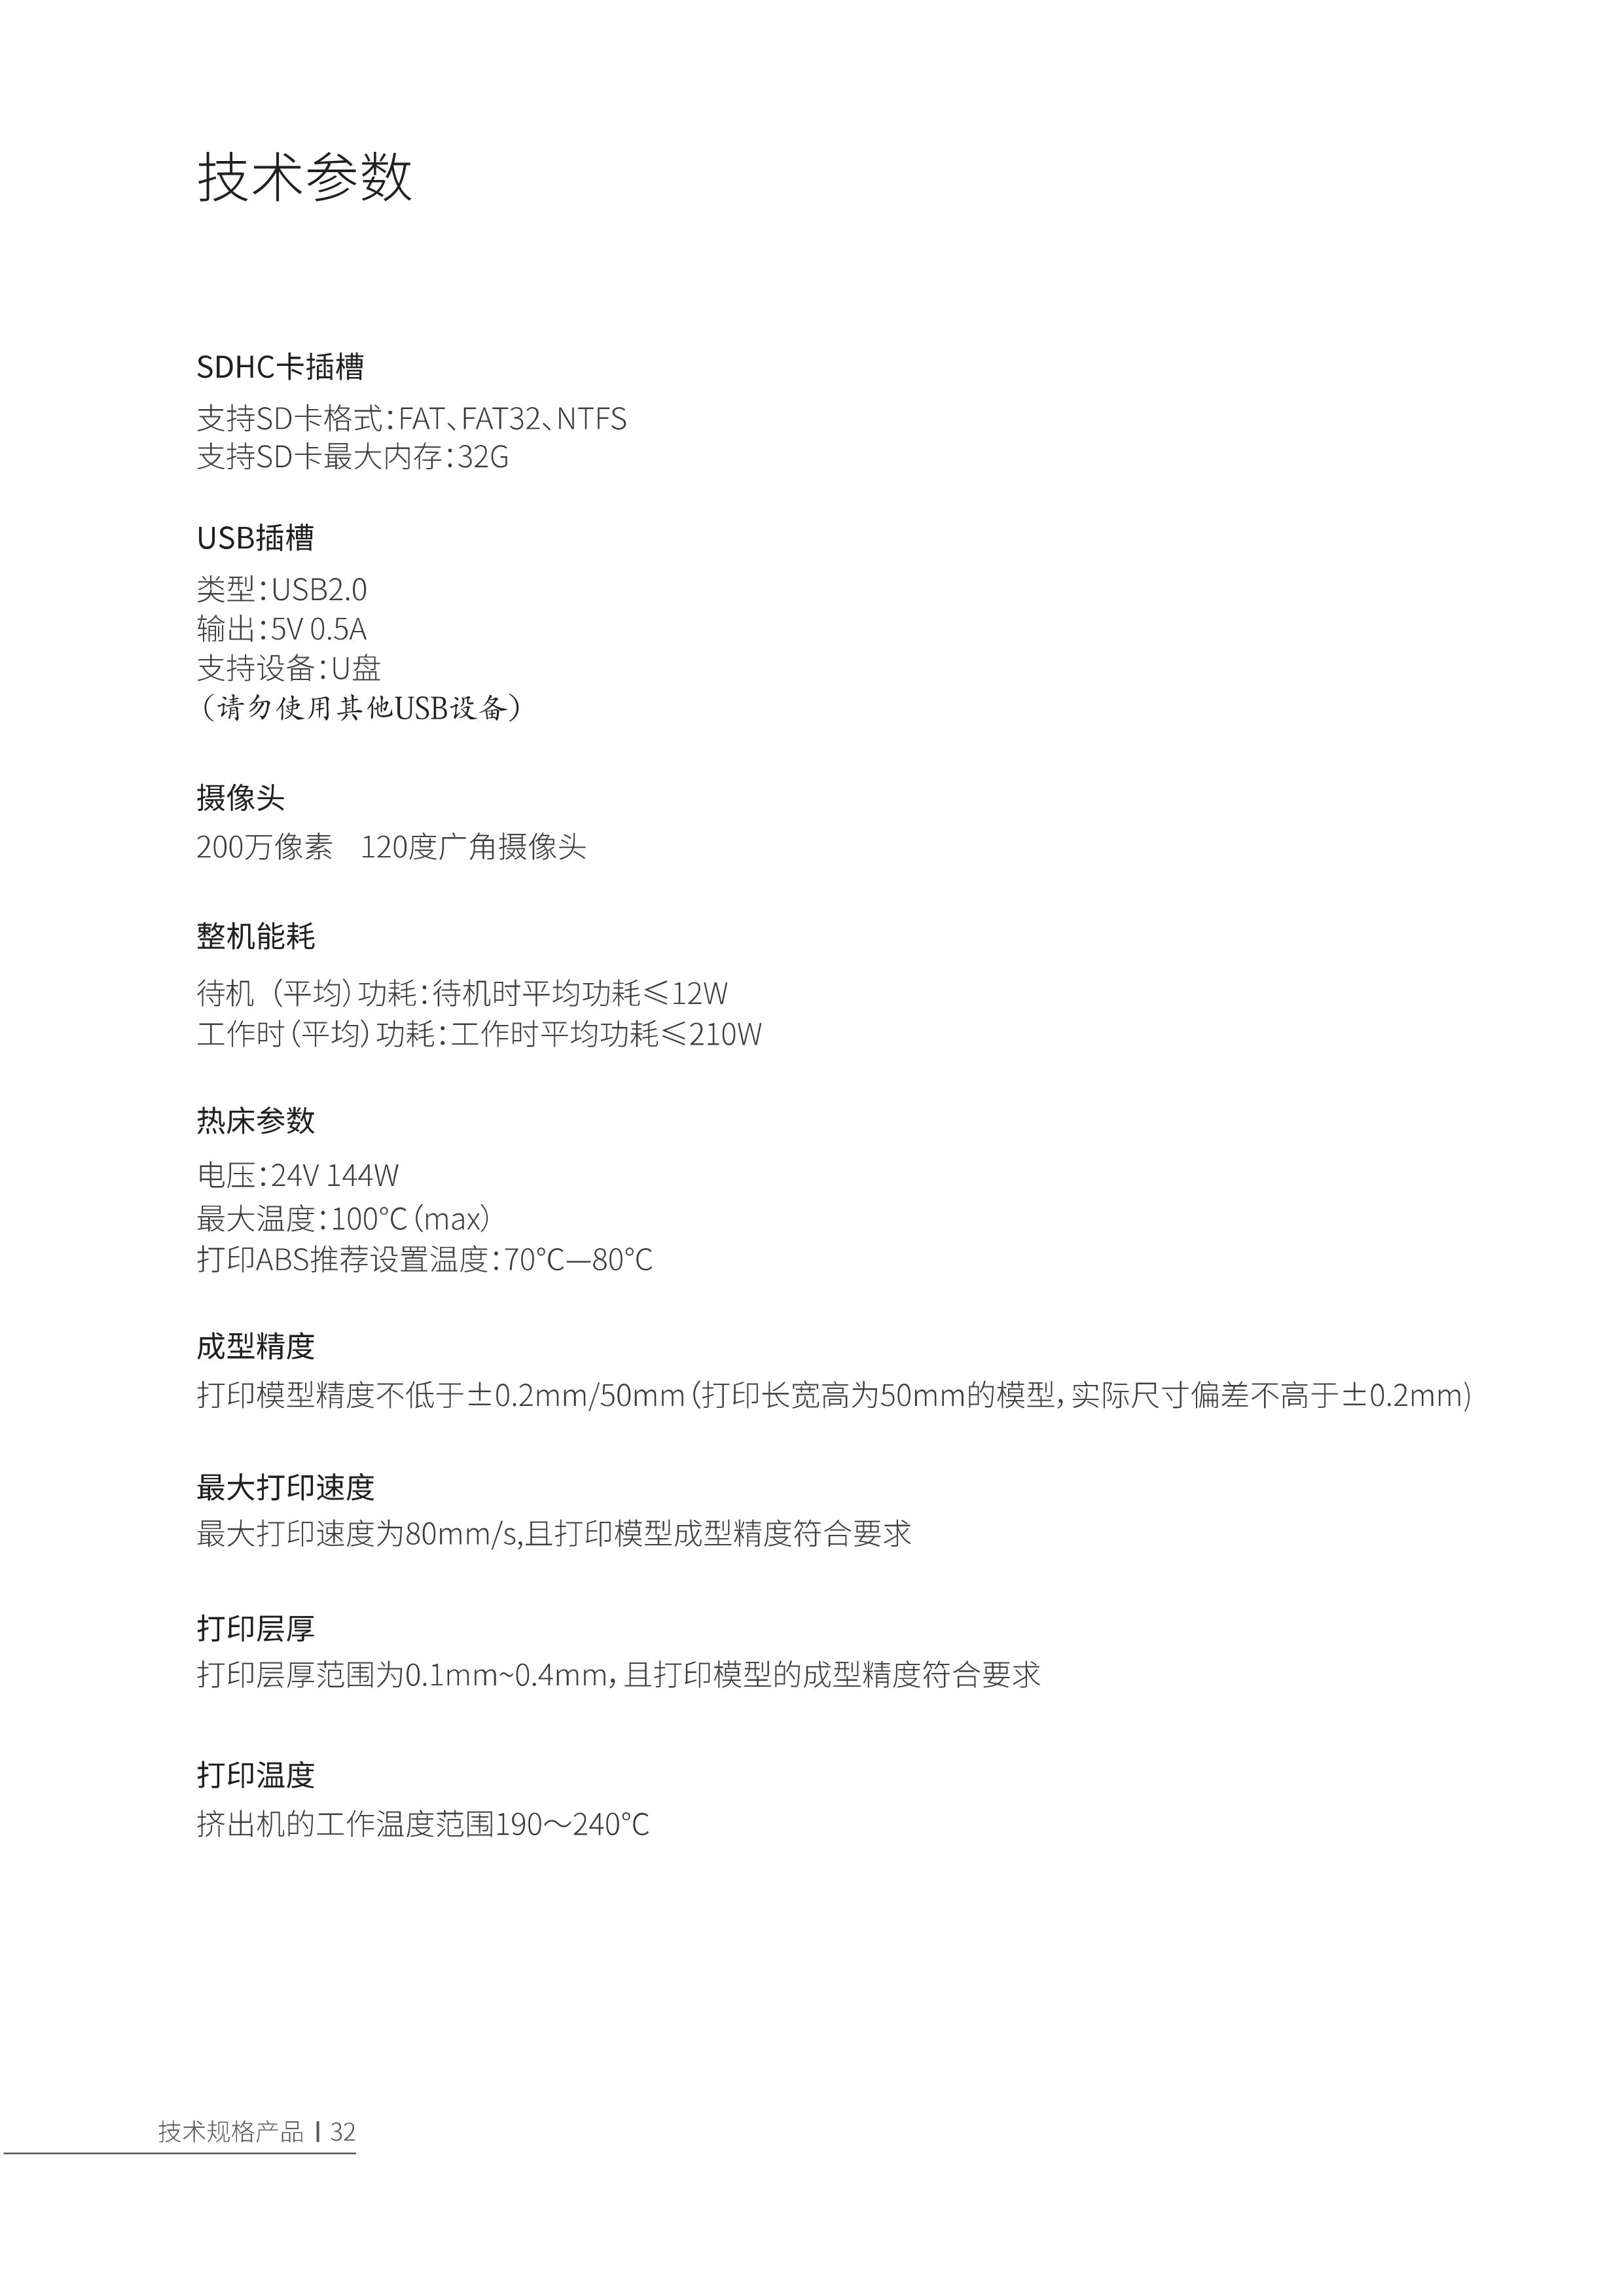 技术参数
SDHC卡插槽
支持SD卡格式：FAT、FAT32、NTFS
支持SD卡最大内存：32G
USB插槽
类型：USB2.0
输出：5V 0.5A
支持设备：U盘
（请勿使用其他USB设备）
摄像头
200万像素　120度广角摄像头
整机能耗
待机（平均）功耗：待机时平均功耗≤12W
工作时（平均）功耗：工作时平均功耗≤210W
热床参数
电压：24V 144W
最大温度：100°C（max）
打印ABS推荐设置温度：70°C—80°C
成型精度
打印模型精度不低于±0.2mm/50mm（打印长宽高为50mm的模型，实际尺寸偏差不高于±0.2mm)
最大打印速度
最大打印速度为80mm/s,且打印模型成型精度符合要求
打印层厚
打印层厚范围为0.1mm~0.4mm，且打印模型的成型精度符合要求
打印温度
挤出机的工作温度范围190～240°C
技术规格产品 | 32